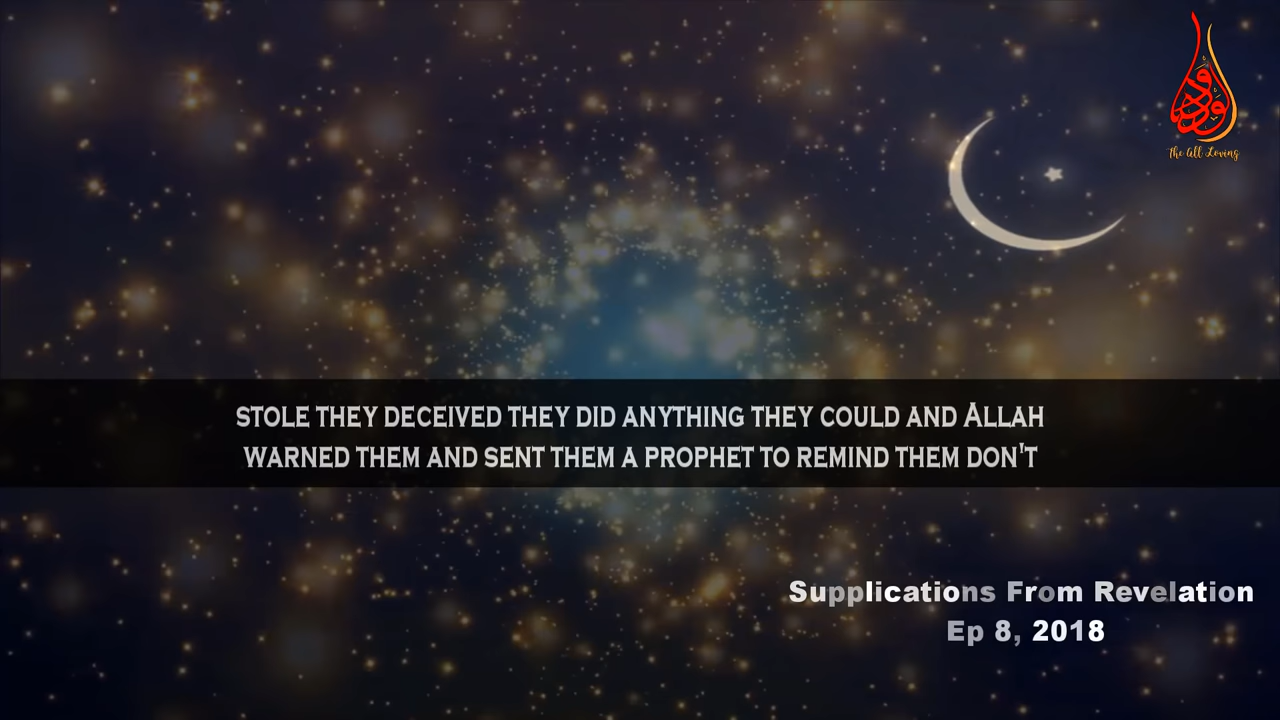 الودود
The All Loving
STOLE THEY DECEIVED THEY DID ANYTHING THEY COULD AND ALLAH
WARNED THEM AND SENT THEM A PROPHET TO REMIND THEM DON'T
Supplications From Revelation
Ep 8, 2018